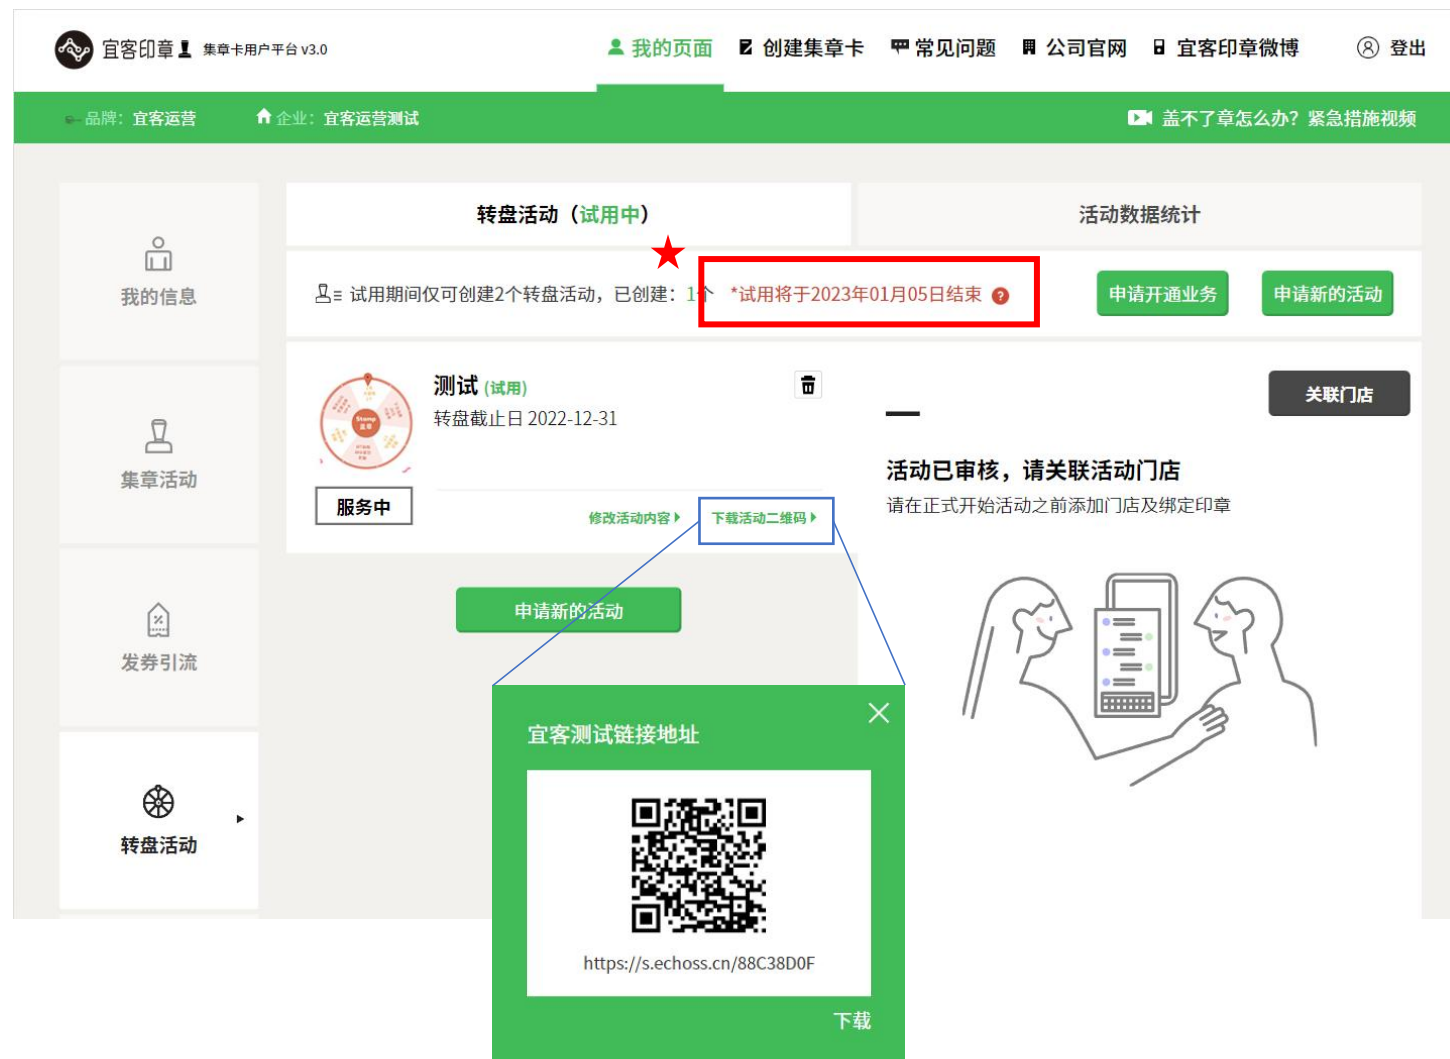 宜客印章 集章卡用户平台 v3.0
我的页面 创建集章卡 常见问题 公司官网 宜客印章微博 登出
品牌：宜客运营 企业：宜客运营测试 盖不了章怎么办？紧急措施视频
转盘活动（试用中） 活动数据统计
我的信息
试用期间仅可创建2个转盘活动，已创建：1个 *试用将于2023年01月05日结束 ?
申请开通业务 申请新的活动
测试 (试用)
转盘截止日 2022-12-31
服务中
修改活动内容 下载活动二维码
关联门店
活动已审核，请关联活动门店
请在正式开始活动之前添加门店及绑定印章
集章活动
申请新的活动
发券引流
转盘活动
宜客测试链接地址
https://s.echoss.cn/88C38D0F
下载